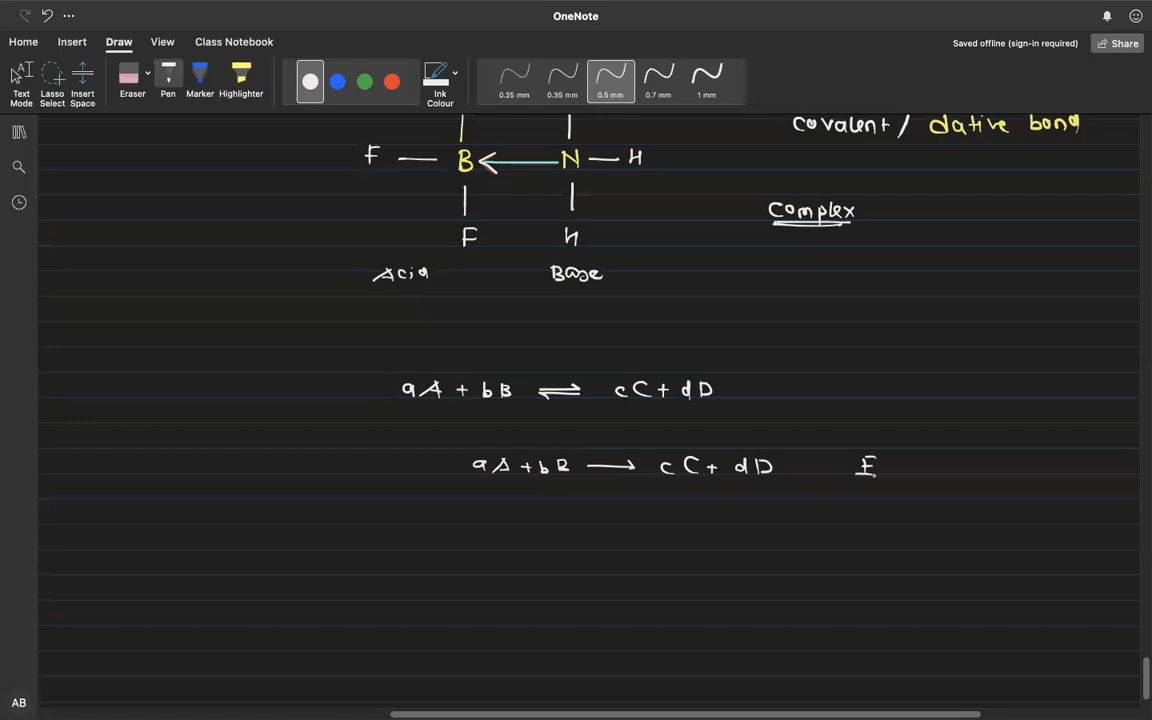 OneNote
Home Insert Draw View Class Notebook
Saved offline (sign-in required) Share
Text Mode Lasso Select Insert Space Eraser Pen Marker Highlighter Ink Colour 0.25 mm 0.35 mm 0.5 mm 0.7 mm 1 mm
covalent / dative bond
F — B ← N — H
Complex
F H
Acid Base
aA + bB ⇌ cC + dD
aA + bB → cC + dD
AB